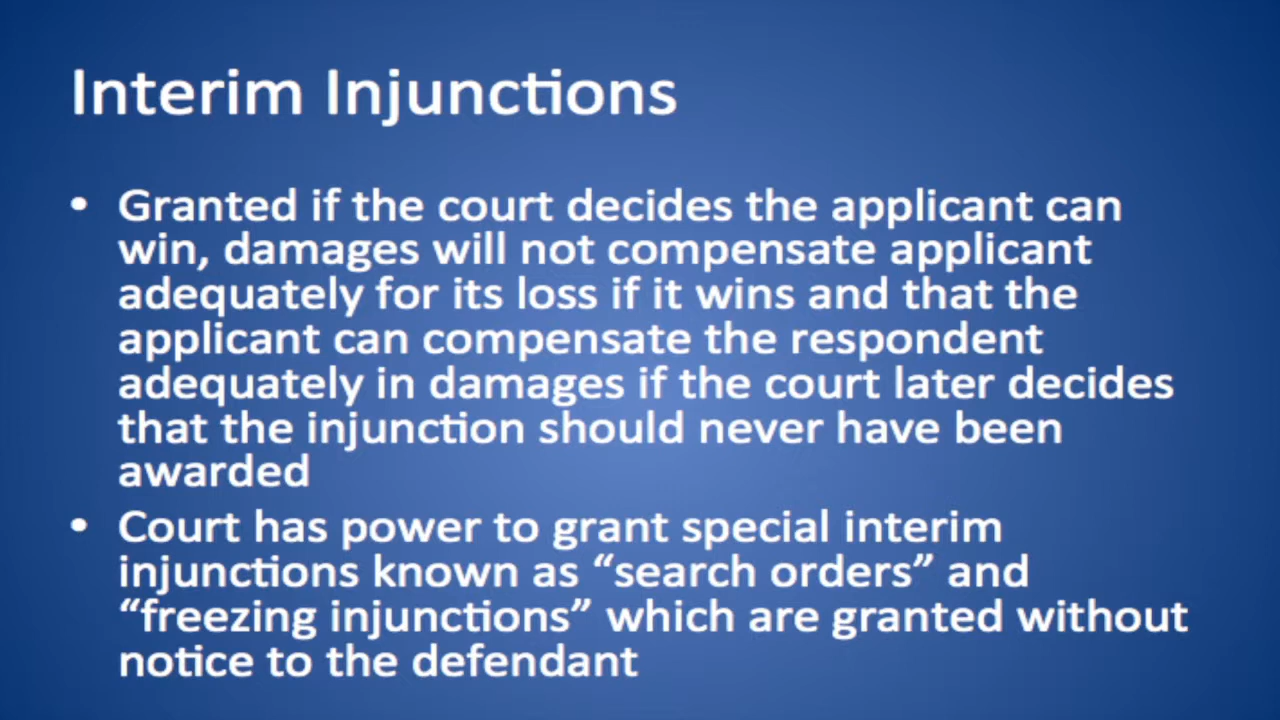 Interim Injunctions
• Granted if the court decides the applicant can
win, damages will not compensate applicant
adequately for its loss if it wins and that the
applicant can compensate the respondent
adequately in damages if the court later decides
that the injunction should never have been
awarded
• Court has power to grant special interim
injunctions known as “search orders” and
“freezing injunctions” which are granted without
notice to the defendant